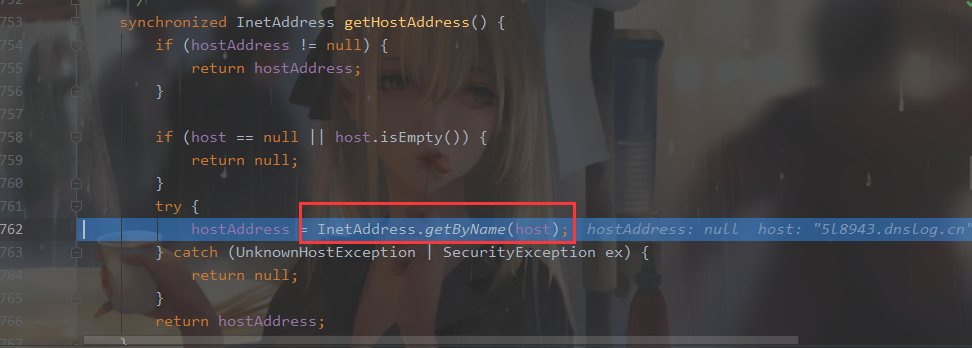 752 */
753 synchronized InetAddress getHostAddress() {
754 if (hostAddress != null) {
755 return hostAddress;
756 }
757
758 if (host == null || host.isEmpty()) {
759 return null;
760 }
761 try {
762 hostAddress = InetAddress.getByName(host); hostAddress: null host: "5l8943.dnslog.cn"
763 } catch (UnknownHostException | SecurityException ex) {
764 return null;
765 }
766 return hostAddress;
767 }